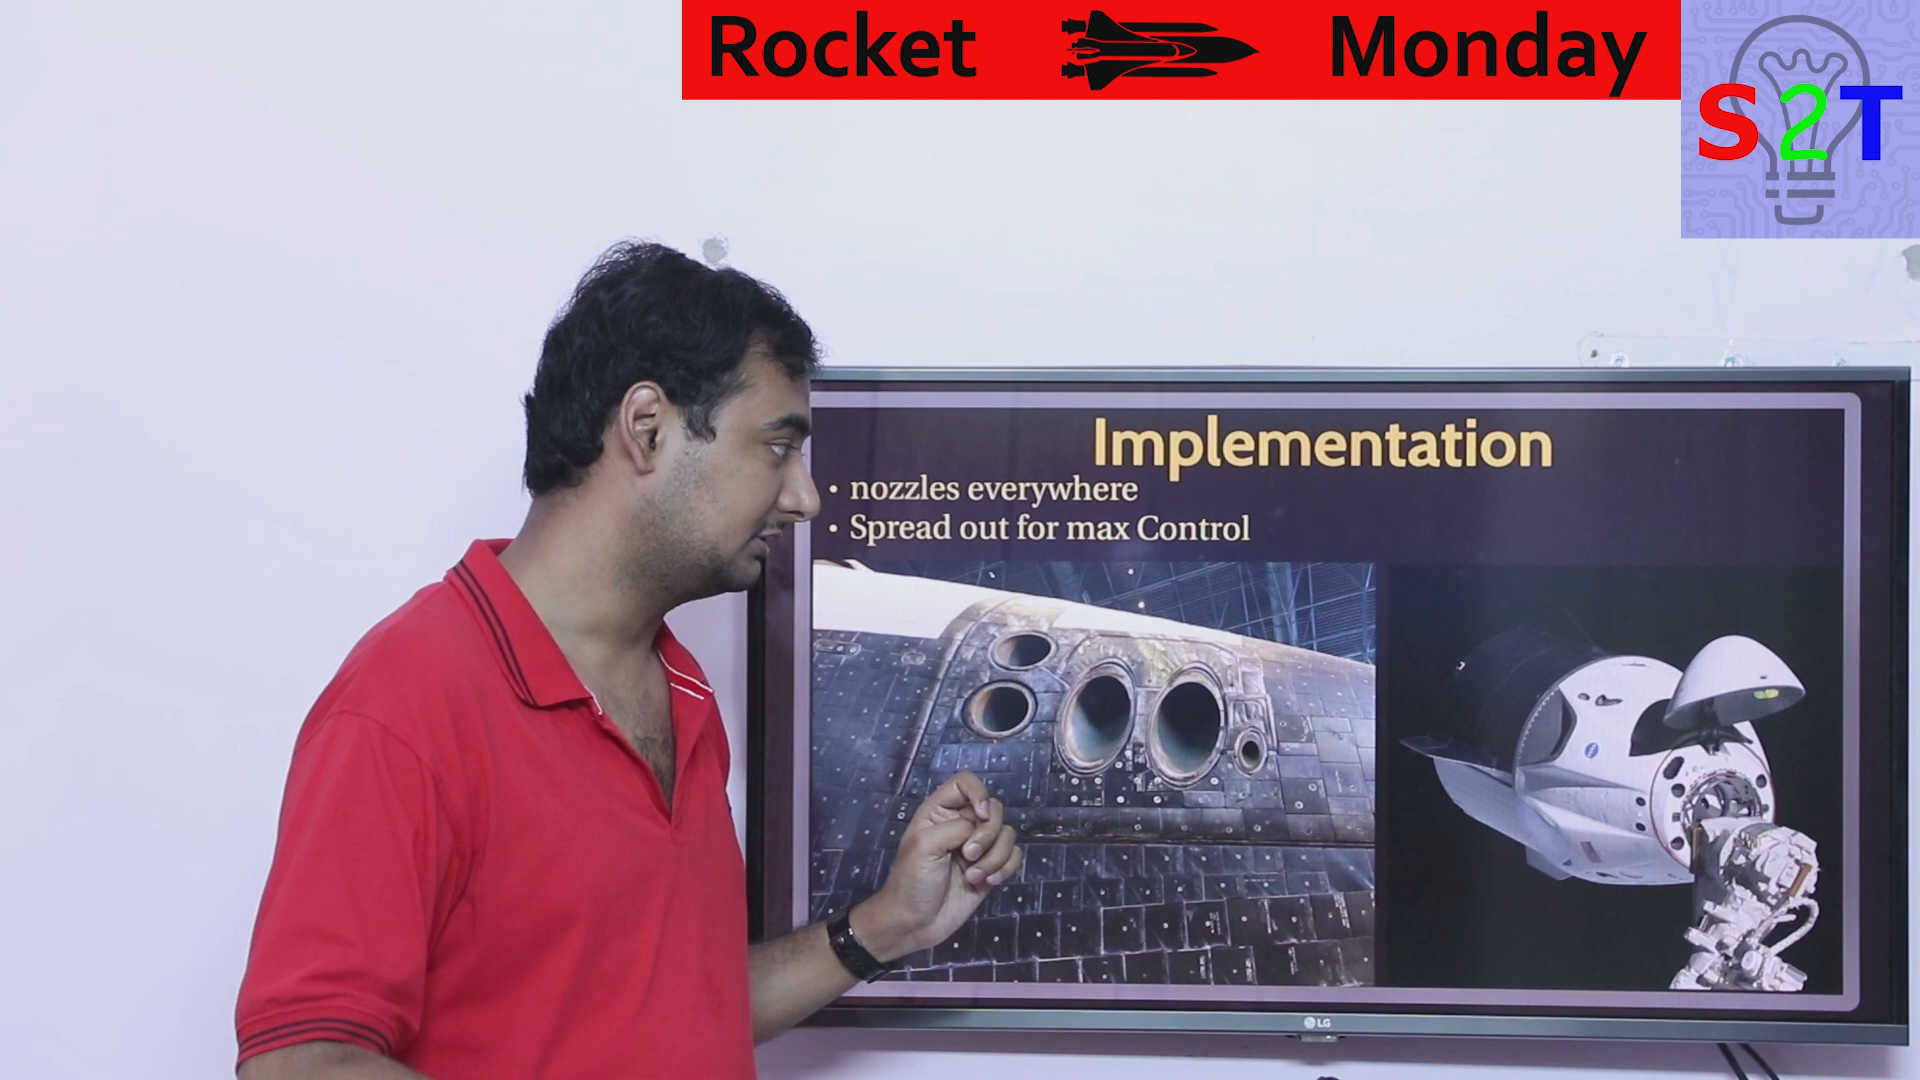 Rocket Monday
S2T
Implementation
• nozzles everywhere
• Spread out for max Control
LG